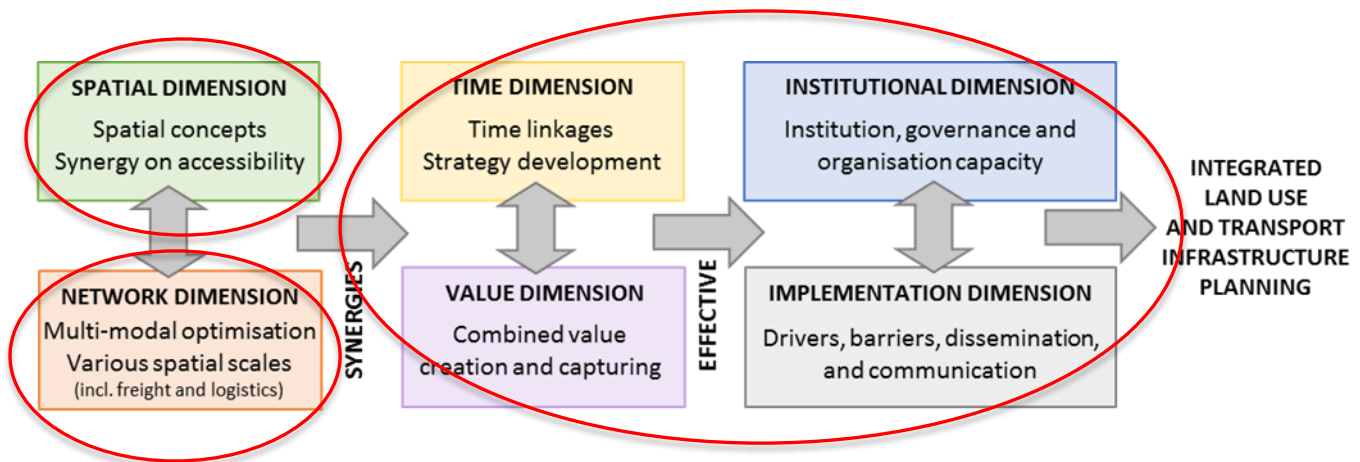 SPATIAL DIMENSION
Spatial concepts
Synergy on accessibility
NETWORK DIMENSION
Multi-modal optimisation
Various spatial scales
(incl. freight and logistics)
SYNERGIES
TIME DIMENSION
Time linkages
Strategy development
VALUE DIMENSION
Combined value
creation and capturing
EFFECTIVE
INSTITUTIONAL DIMENSION
Institution, governance and
organisation capacity
IMPLEMENTATION DIMENSION
Drivers, barriers, dissemination,
and communication
INTEGRATED
LAND USE
AND TRANSPORT
INFRASTRUCTURE
PLANNING